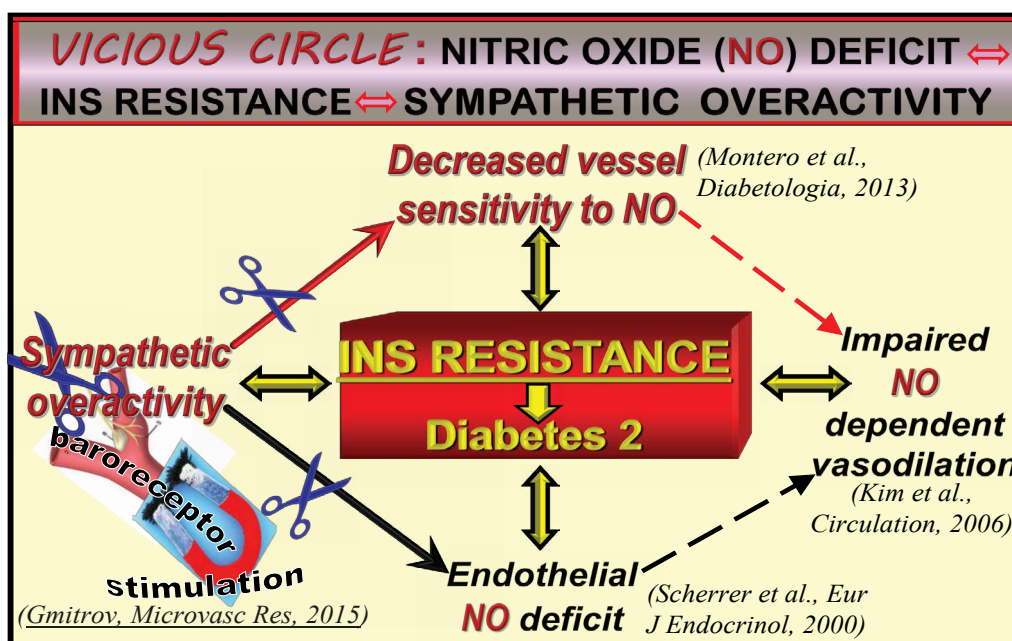 VICIOUS CIRCLE: NITRIC OXIDE (NO) DEFICIT ⇔
INS RESISTANCE ⇔ SYMPATHETIC OVERACTIVITY
Decreased vessel
sensitivity to NO
(Montero et al.,
Diabetologia, 2013)
Sympathetic
overactivity
INS RESISTANCE
Diabetes 2
Impaired
NO
dependent
vasodilation
(Kim et al.,
Circulation, 2006)
baroreceptor
stimulation
(Gmitrov, Microvasc Res, 2015)
Endothelial
NO deficit
(Scherrer et al., Eur
J Endocrinol, 2000)